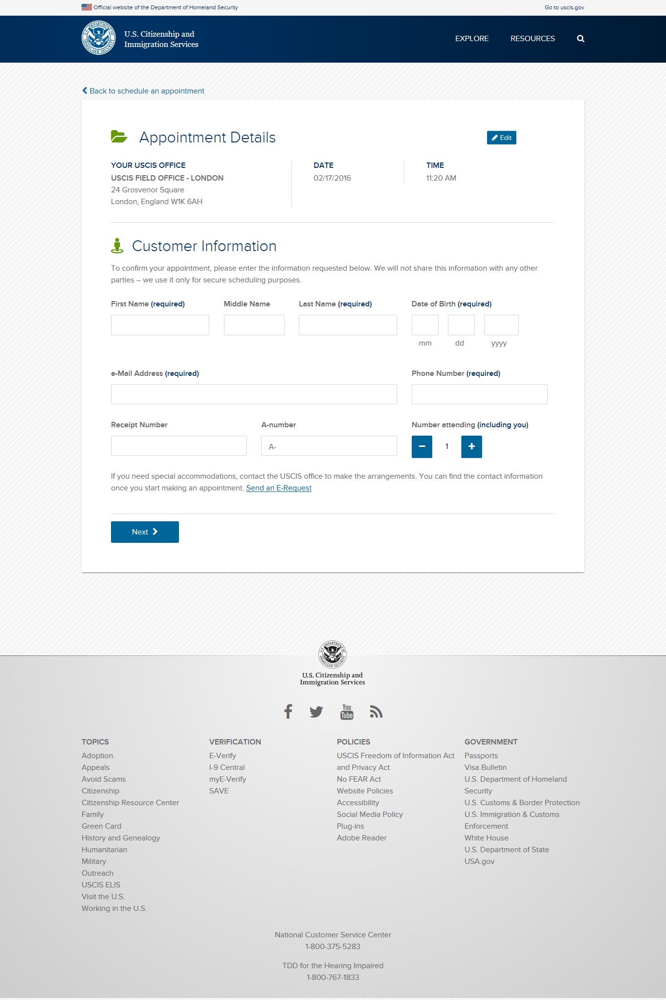 Official website of the Department of Homeland Security
Go to uscis.gov
U.S. DEPARTMENT OF HOMELAND SECURITY
U.S. Citizenship and
Immigration Services
EXPLORE
RESOURCES
Back to schedule an appointment
Appointment Details
Edit
YOUR USCIS OFFICE
USCIS FIELD OFFICE - LONDON
24 Grosvenor Square
London, England W1K 6AH
DATE
02/17/2016
TIME
11:20 AM
Customer Information
To confirm your appointment, please enter the information requested below. We will not share this information with any other
parties – we use it only for secure scheduling purposes.
First Name (required)
Middle Name
Last Name (required)
Date of Birth (required)
mm
dd
yyyy
e-Mail Address (required)
Phone Number (required)
Receipt Number
A-number
A-
Number attending (including you)
1
If you need special accommodations, contact the USCIS office to make the arrangements. You can find the contact information
once you start making an appointment. Send an E-Request
Next
U.S. DEPARTMENT OF HOMELAND SECURITY
U.S. Citizenship and
Immigration Services
You
Tube
TOPICS
Adoption
Appeals
Avoid Scams
Citizenship
Citizenship Resource Center
Family
Green Card
History and Genealogy
Humanitarian
Military
Outreach
USCIS ELIS
Visit the U.S.
Working in the U.S.
VERIFICATION
E-Verify
I-9 Central
myE-Verify
SAVE
POLICIES
USCIS Freedom of Information Act
and Privacy Act
No FEAR Act
Website Policies
Accessibility
Social Media Policy
Plug-ins
Adobe Reader
GOVERNMENT
Passports
Visa Bulletin
U.S. Department of Homeland
Security
U.S. Customs & Border Protection
U.S. Immigration & Customs
Enforcement
White House
U.S. Department of State
USA.gov
National Customer Service Center
1-800-375-5283
TDD for the Hearing Impaired
1-800-767-1833